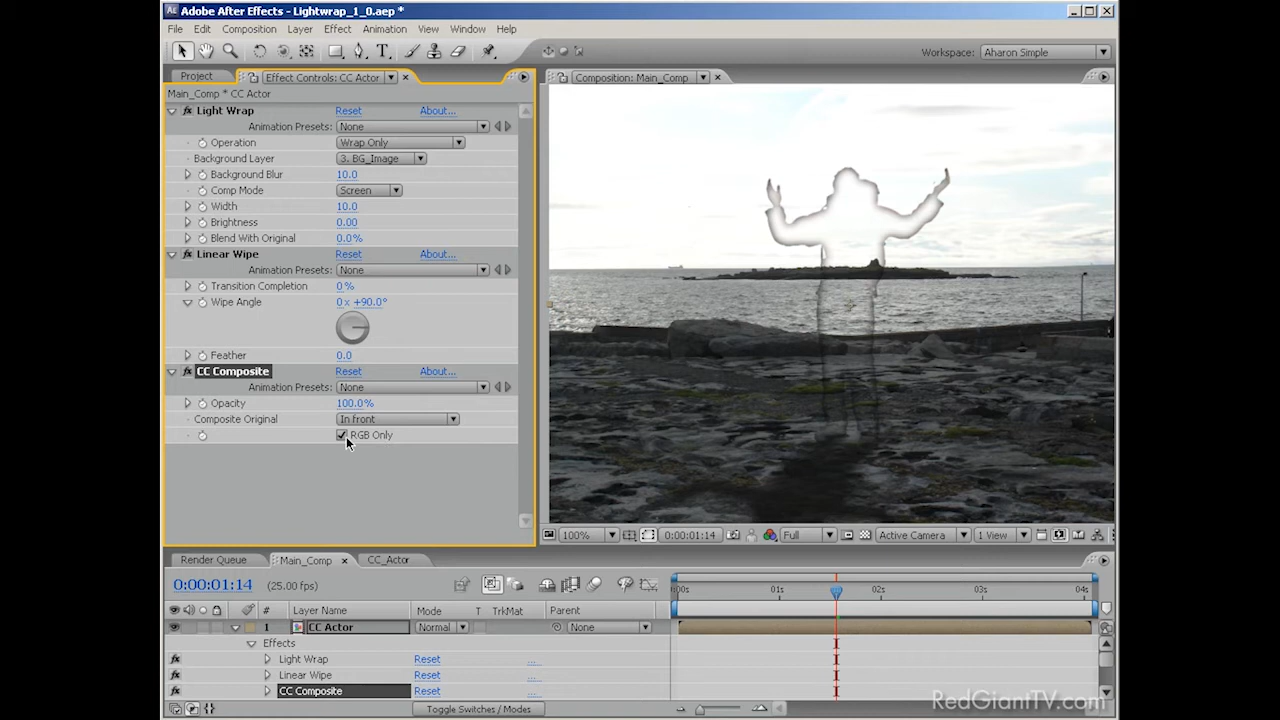 Adobe After Effects - Lightwrap_1_0.aep *
File Edit Composition Layer Effect Animation View Window Help
Workspace: Aharon Simple
Project Effect Controls: CC Actor
Composition: Main_Comp
Main_Comp * CC Actor
Light Wrap Reset About...
Animation Presets: None
Operation Wrap Only
Background Layer 3. BG_Image
Background Blur 10.0
Comp Mode Screen
Width 10.0
Brightness 0.00
Blend With Original 0.0%
Linear Wipe Reset About...
Animation Presets: None
Transition Completion 0%
Wipe Angle 0 x +90.0°
Feather 0.0
CC Composite Reset About...
Animation Presets: None
Opacity 100.0%
Composite Original In front
RGB Only
100% 0:00:01:14 Full Active Camera 1 View
Render Queue Main_Comp CC_Actor
0:00:01:14 (25.00 fps)
:00s 01s 02s 03s 04s
# Layer Name Mode T TrkMat Parent
1 CC Actor Normal None
Effects
Light Wrap Reset ...
Linear Wipe Reset ...
CC Composite Reset ...
Toggle Switches / Modes
RedGiantTV.com